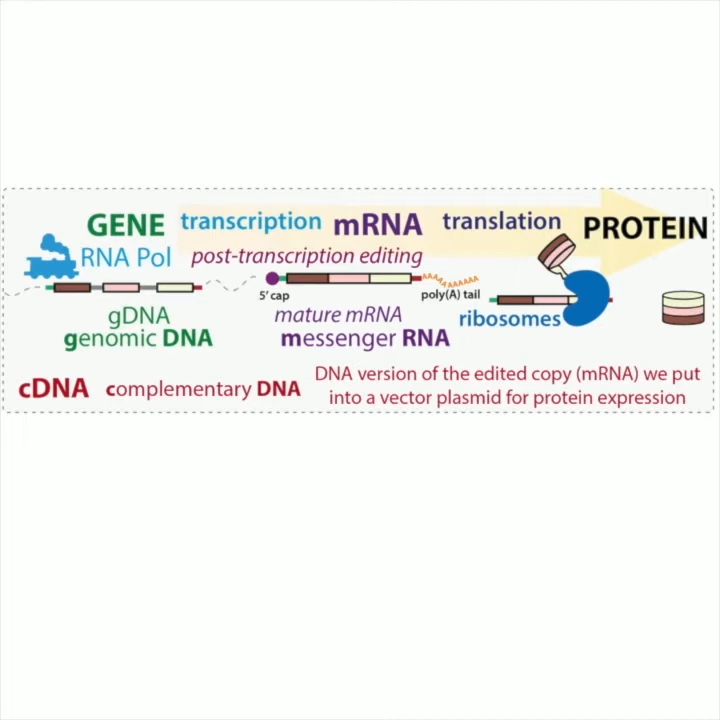 GENE transcription mRNA translation PROTEIN
RNA Pol post-transcription editing
5' cap
poly(A) tail
AAAAAAAAAA
gDNA mature mRNA ribosomes
genomic DNA messenger RNA
cDNA complementary DNA
DNA version of the edited copy (mRNA) we put
into a vector plasmid for protein expression